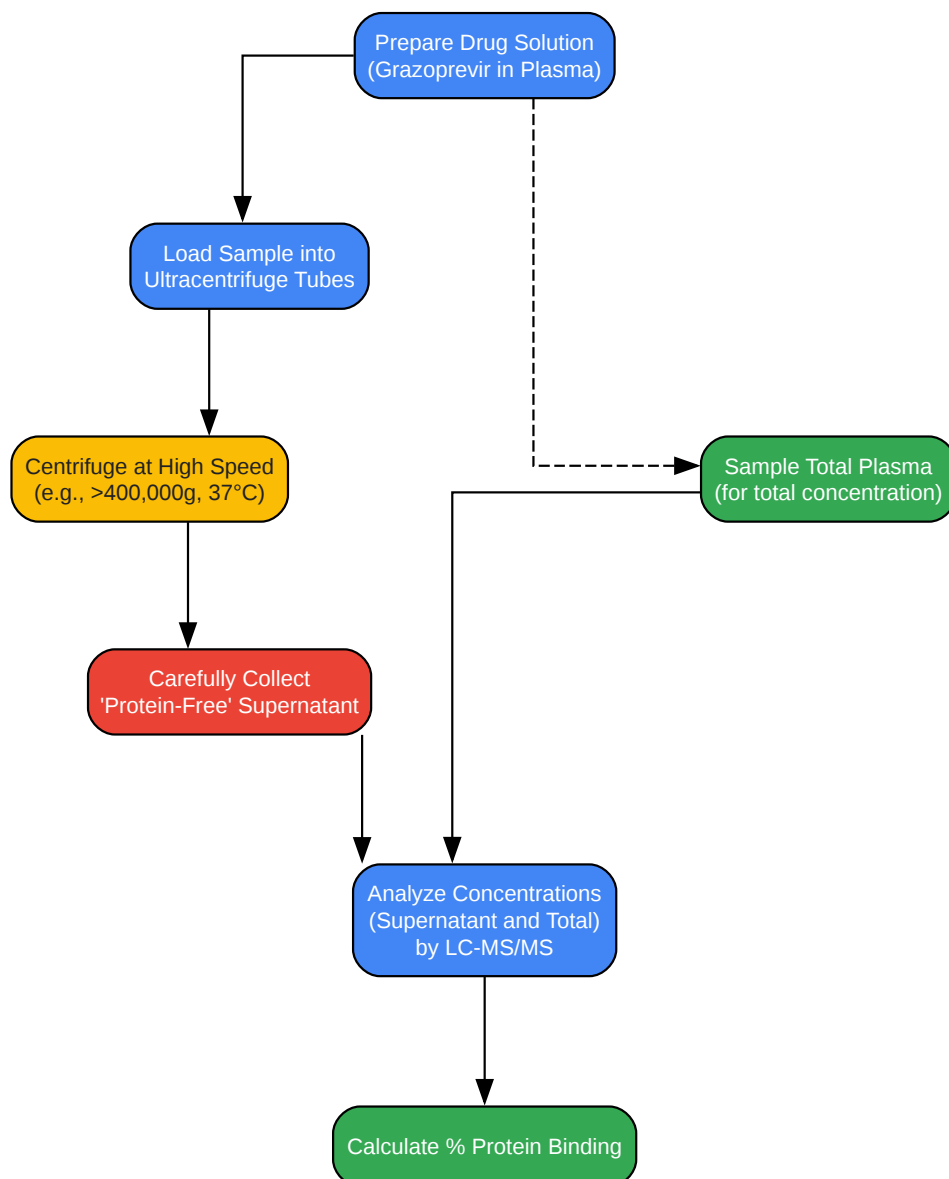 Prepare Drug Solution
(Grazoprevir in Plasma)
Load Sample into
Ultracentrifuge Tubes
Centrifuge at High Speed
(e.g., >400,000g, 37°C)
Sample Total Plasma
(for total concentration)
Carefully Collect
'Protein-Free' Supernatant
Analyze Concentrations
(Supernatant and Total)
by LC-MS/MS
Calculate % Protein Binding